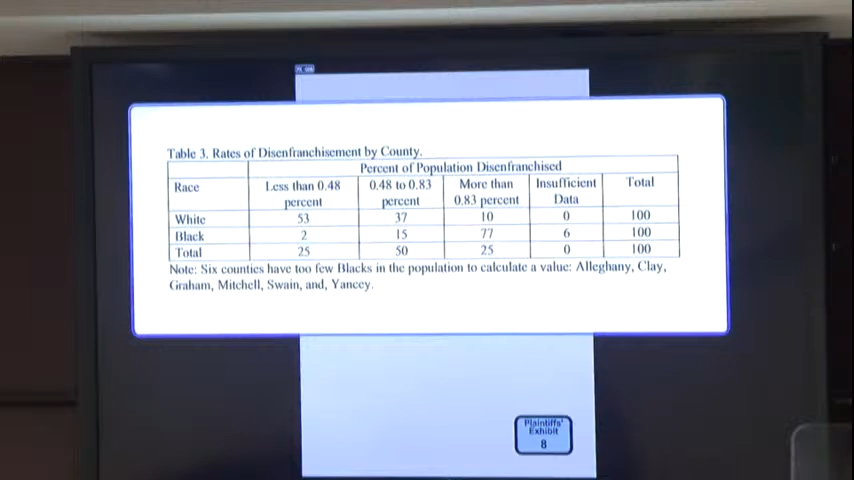 Table 3. Rates of Disenfranchisement by County.
Percent of Population Disenfranchised
Race Less than 0.48 percent 0.48 to 0.83 percent More than 0.83 percent Insufficient Data Total
White 53 37 10 0 100
Black 2 15 77 6 100
Total 25 50 25 0 100
Note: Six counties have too few Blacks in the population to calculate a value: Alleghany, Clay,
Graham, Mitchell, Swain, and, Yancey.
Plaintiffs'
Exhibit
8